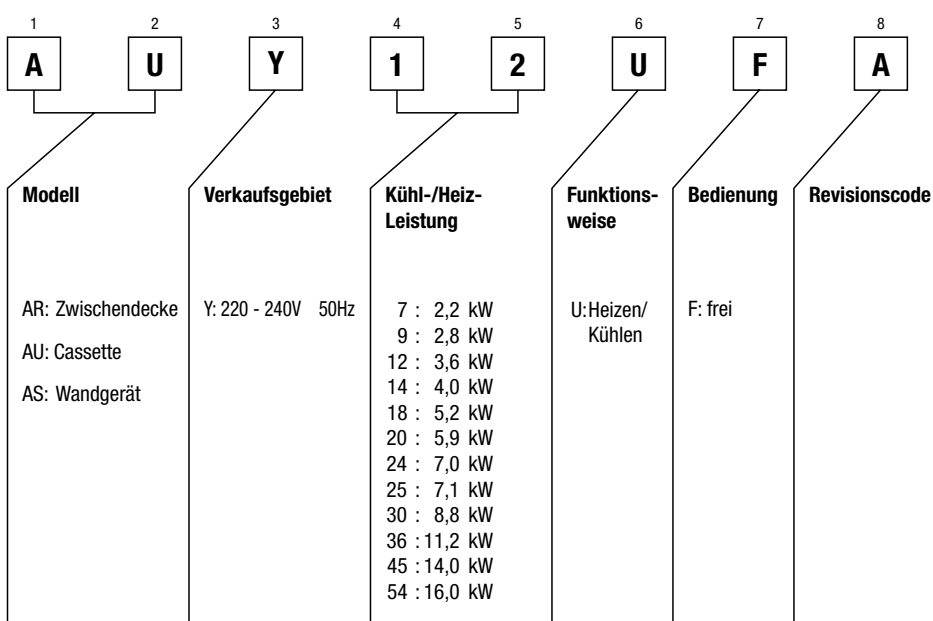 1 2 3 4 5 6 7 8
A U Y 1 2 U F A
Modell Verkaufsgebiet Kühl-/Heiz- Funktions- Bedienung Revisionscode
Leistung weise
AR: Zwischendecke Y: 220 - 240V 50Hz 7 : 2,2 kW U:Heizen/ F: frei
9 : 2,8 kW Kühlen
AU: Cassette
12 : 3,6 kW
14 : 4,0 kW
AS: Wandgerät
18 : 5,2 kW
20 : 5,9 kW
24 : 7,0 kW
25 : 7,1 kW
30 : 8,8 kW
36 :11,2 kW
45 :14,0 kW
54 :16,0 kW